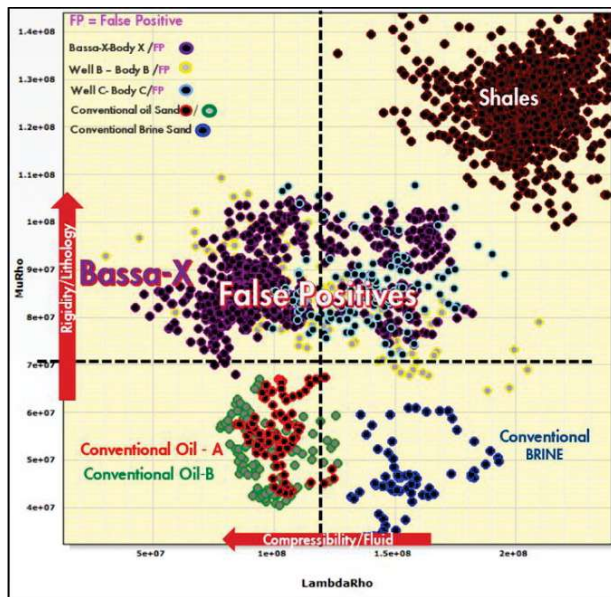 FP = False Positive
Bassa-X-Body X /FP
Well B – Body B /FP
Well C- Body C/FP
Conventional oil Sand /
Conventional Brine Sand
Shales
Bassa-X
False Positives
Conventional Oil - A
Conventional Oil-B
Conventional
BRINE
Rigidity/Lithology
Compressibility/Fluid
MuRho
1.4e+08
1.3e+08
1.2e+08
1.1e+08
1e+08
9e+07
8e+07
7e+07
6e+07
5e+07
4e+07
5e+07
1e+08
1.5e+08
2e+08
LambdaRho